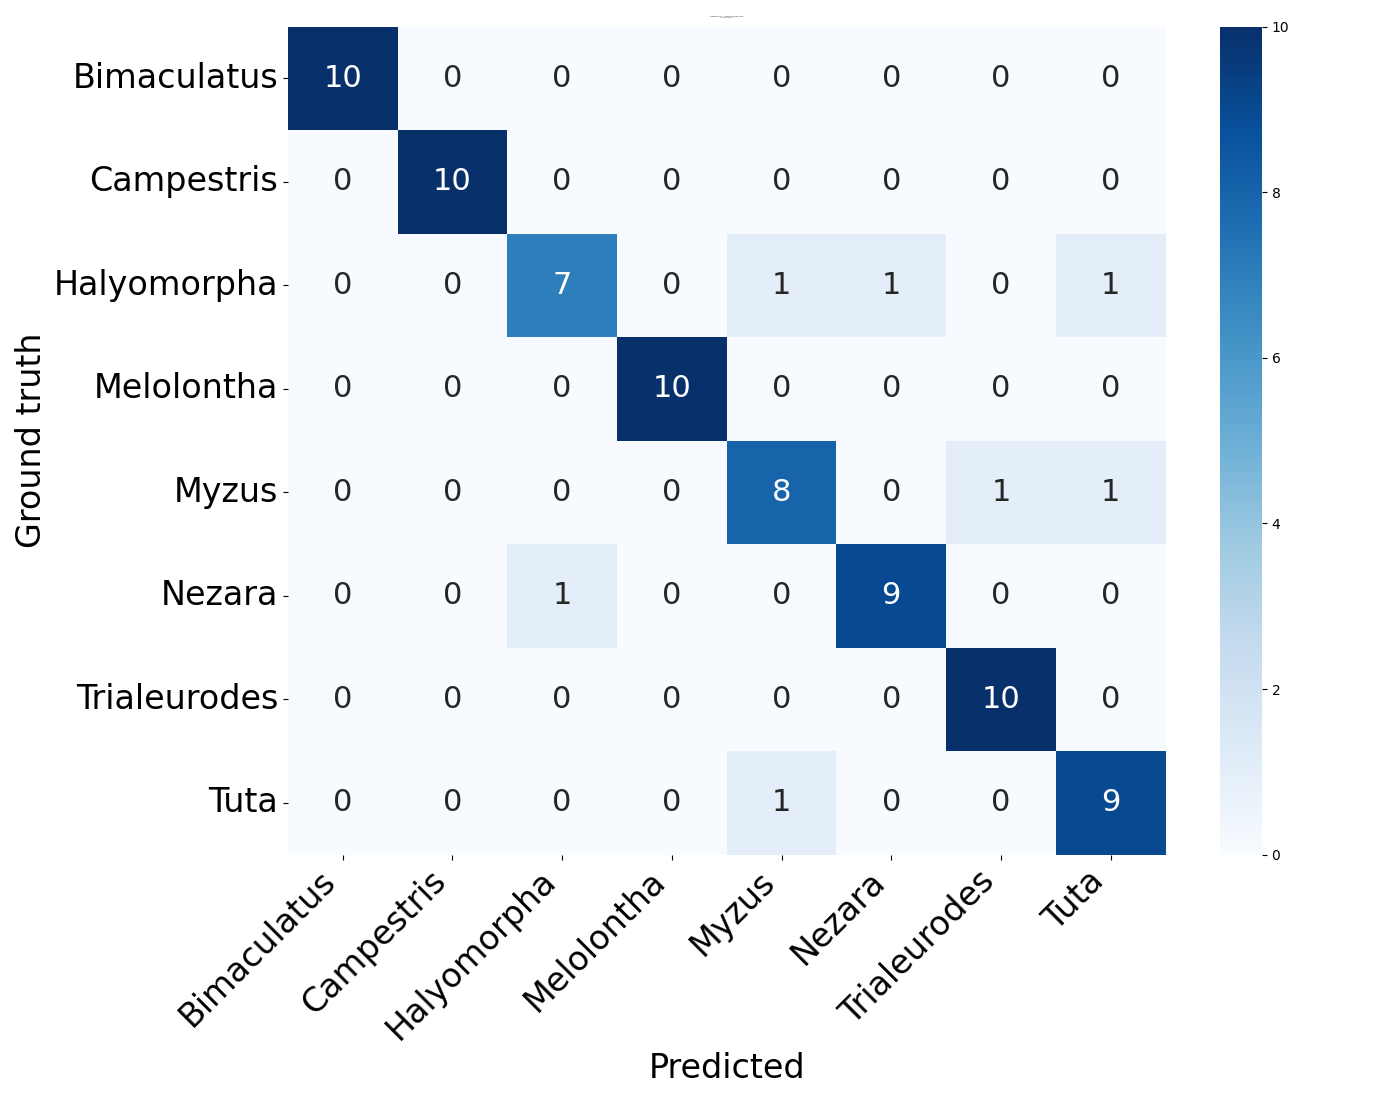 10
Bimaculatus 10 0 0 0 0 0 0 0
Campestris 0 10 0 0 0 0 0 0
8
Halyomorpha 0 0 7 0 1 1 0 1
6
Melolontha 0 0 0 10 0 0 0 0
Ground truth
Myzus 0 0 0 0 8 0 1 1
4
Nezara 0 0 1 0 0 9 0 0
2
Trialeurodes 0 0 0 0 0 0 10 0
Tuta 0 0 0 0 1 0 0 9
0
Bimaculatus
Campestris
Halyomorpha
Melolontha
Myzus
Nezara
Trialeurodes
Tuta
Predicted